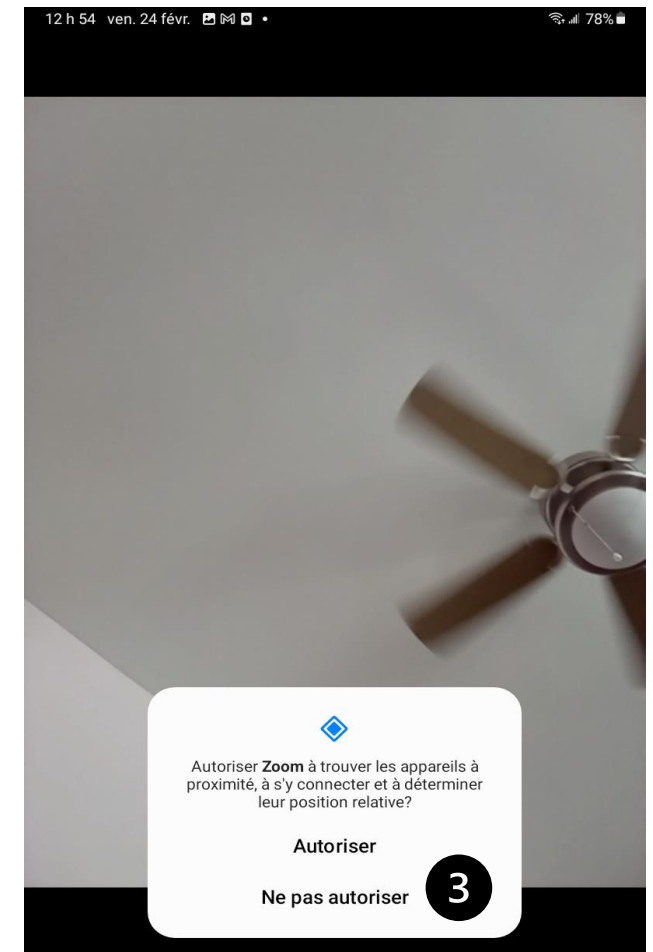 12 h 54 ven. 24 févr. 78%
Autoriser Zoom à trouver les appareils à
proximité, à s'y connecter et à déterminer
leur position relative?
Autoriser
Ne pas autoriser 3